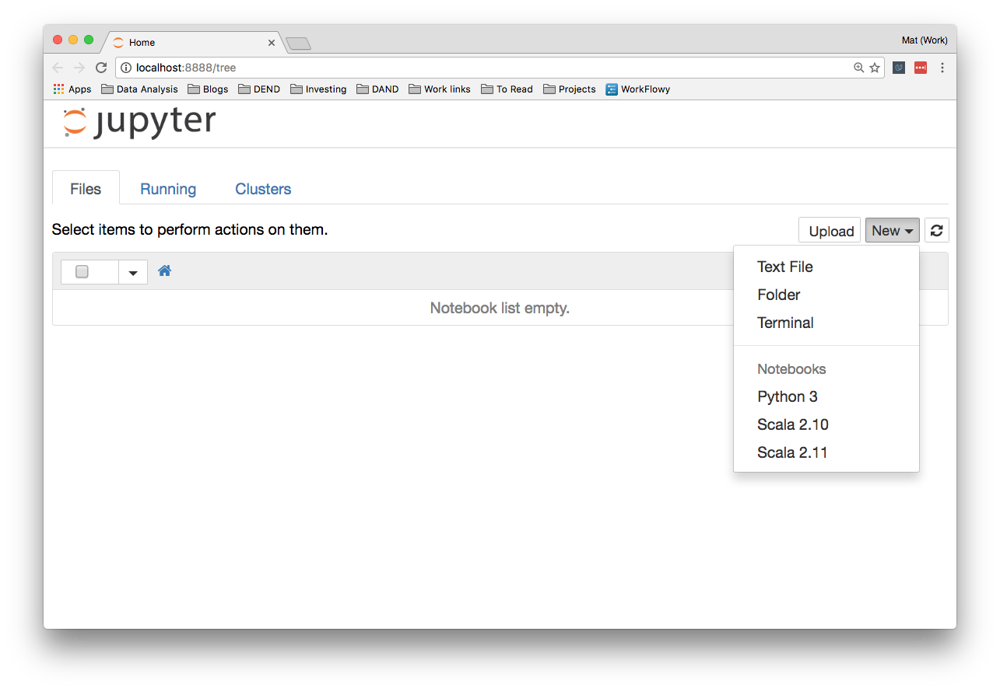 Home
Mat (Work)
localhost:8888/tree
Apps Data Analysis Blogs DEND Investing DAND Work links To Read Projects WorkFlowy
jupyter
Files Running Clusters
Select items to perform actions on them.
Upload New
Text File
Folder
Notebook list empty.
Terminal
Notebooks
Python 3
Scala 2.10
Scala 2.11